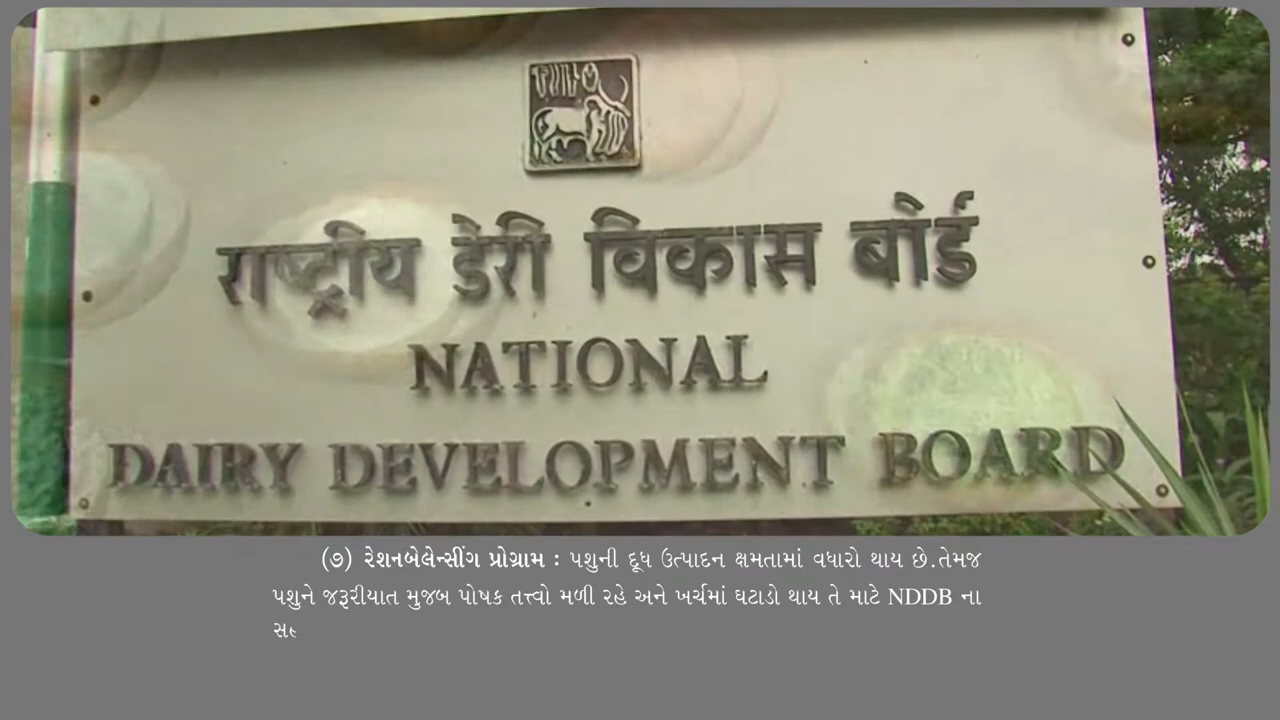 राष्ट्रीय डेरी विकास बोर्ड
NATIONAL
DAIRY DEVELOPMENT BOARD
(૭) રેશનબેલેન્સીંગ પ્રોગ્રામ : પશુની દૂધ ઉત્પાદન ક્ષમતામાં વધારો થાય છે.તેમજ
પશુને જરૂરીયાત મુજબ પોષક તત્ત્વો મળી રહે અને ખર્ચમાં ઘટાડો થાય તે માટે NDDB ના